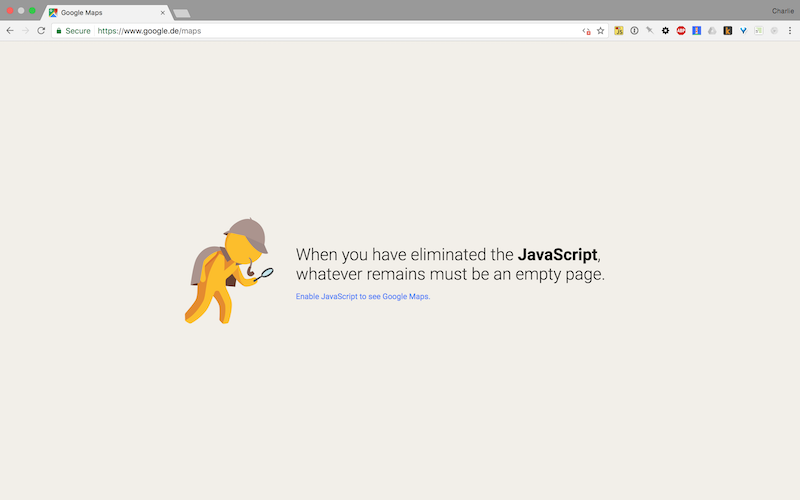 Google Maps
Charlie
Secure https://www.google.de/maps
When you have eliminated the JavaScript,
whatever remains must be an empty page.
Enable JavaScript to see Google Maps.